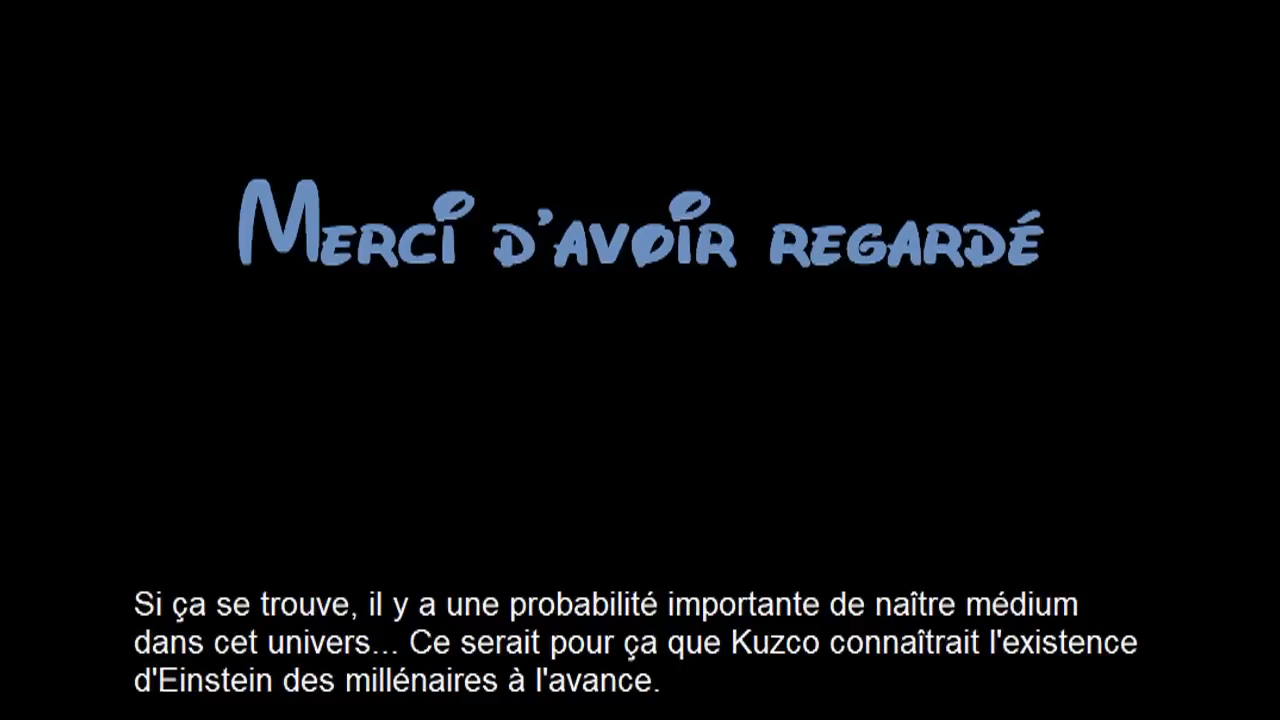 Merci d'avoir regardé
Si ça se trouve, il y a une probabilité importante de naître médium
dans cet univers... Ce serait pour ça que Kuzco connaîtrait l'existence
d'Einstein des millénaires à l'avance.